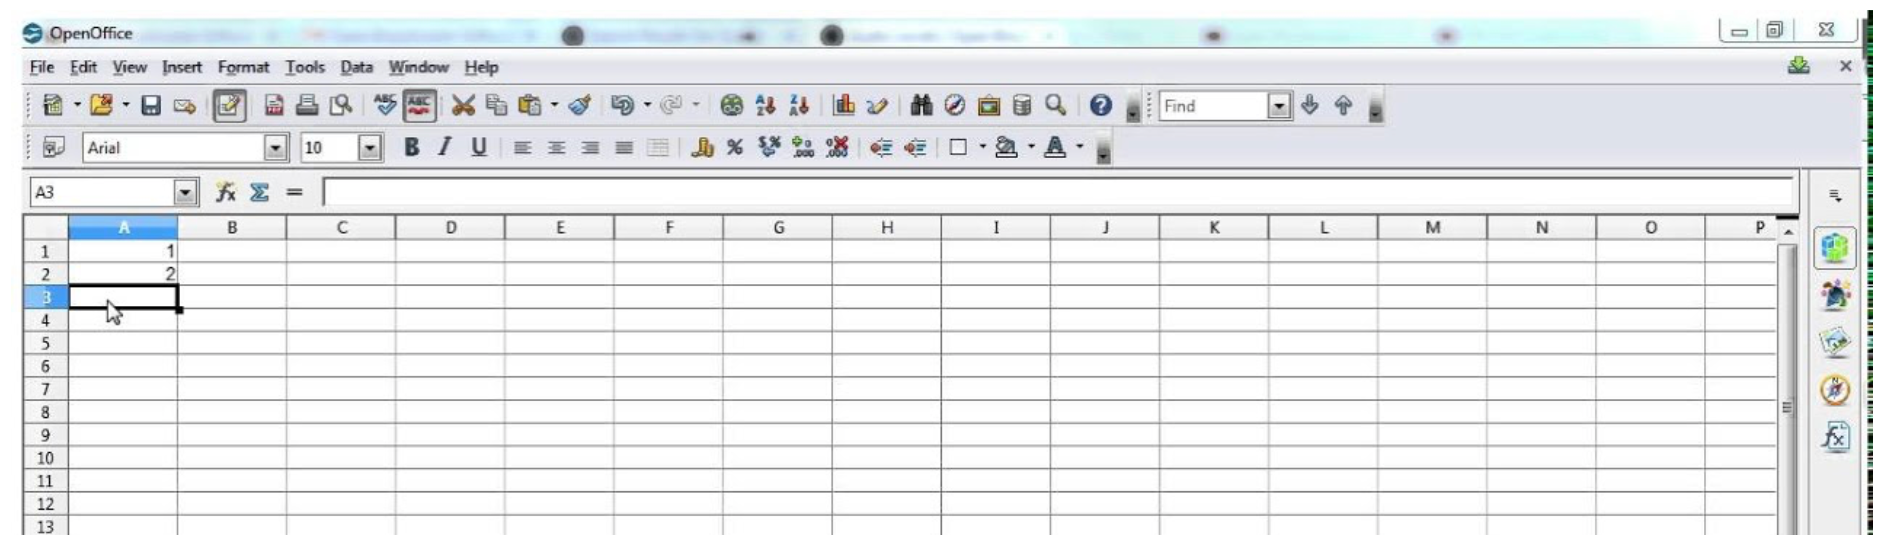 OpenOffice
File Edit View Insert Format Tools Data Window Help
Find
Arial 10 B I U
A3 fx Σ =
A B C D E F G H I J K L M N O P
1 1
2 2
3
4
5
6
7
8
9
10
11
12
13